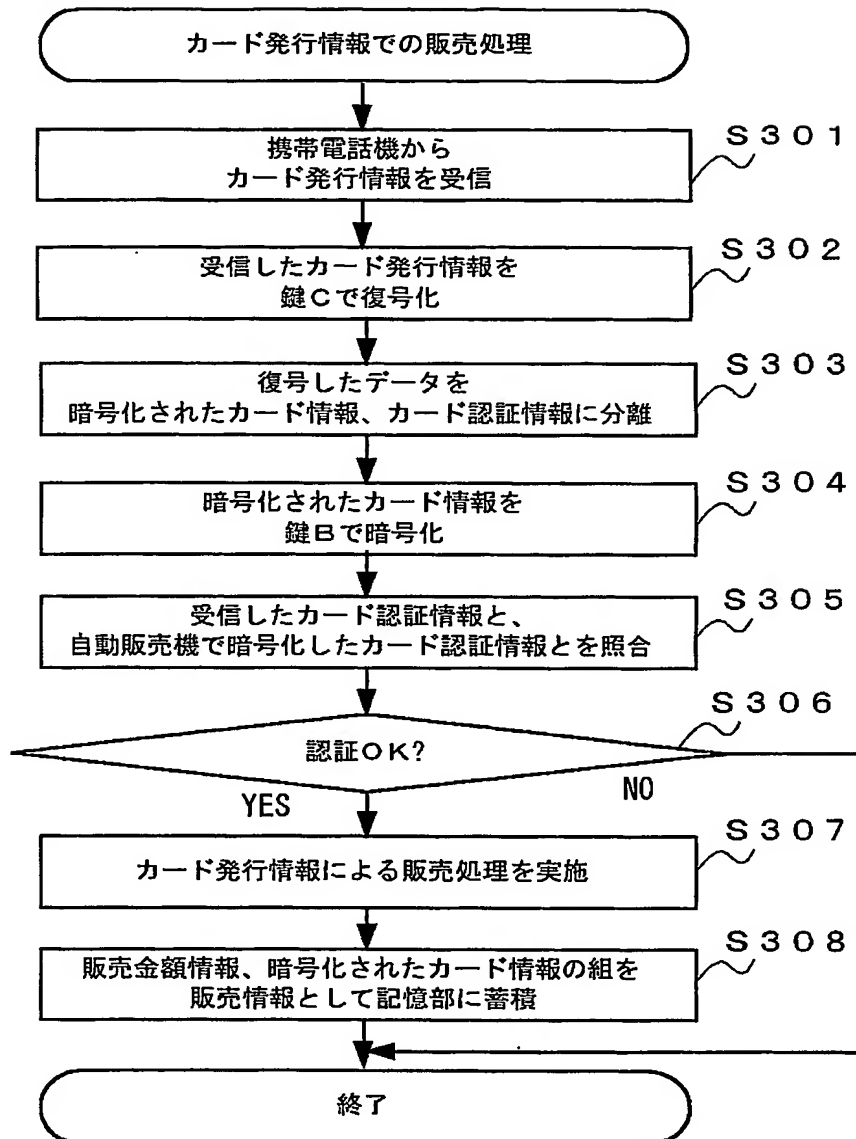 カード発行情報での販売処理
携帯電話機から
カード発行情報を受信
S301
受信したカード発行情報を
鍵Cで復号化
S302
復号したデータを
暗号化されたカード情報、カード認証情報に分離
S303
暗号化されたカード情報を
鍵Bで暗号化
S304
受信したカード認証情報と、
自動販売機で暗号化したカード認証情報とを照合
S305
認証OK?
S306
YES
NO
カード発行情報による販売処理を実施
S307
販売金額情報、暗号化されたカード情報の組を
販売情報として記憶部に蓄積
S308
終了